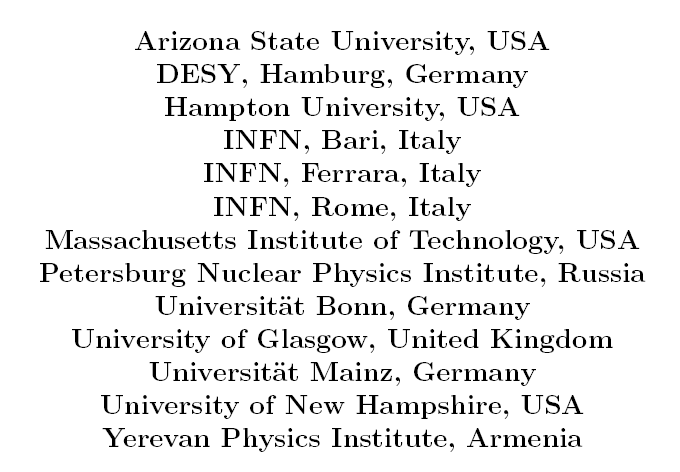 Arizona State University, USA
DESY, Hamburg, Germany
Hampton University, USA
INFN, Bari, Italy
INFN, Ferrara, Italy
INFN, Rome, Italy
Massachusetts Institute of Technology, USA
Petersburg Nuclear Physics Institute, Russia
Universität Bonn, Germany
University of Glasgow, United Kingdom
Universität Mainz, Germany
University of New Hampshire, USA
Yerevan Physics Institute, Armenia